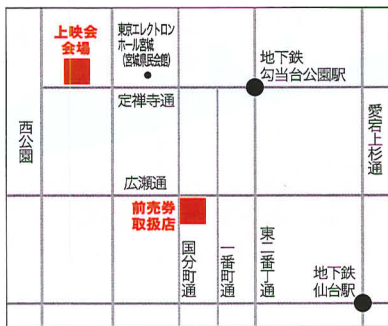 上映会
会場
東京エレクトロン
ホール宮城
(宮城県民会館)
地下鉄
勾当台公園駅
定禅寺通
西公園
愛宕上杉通
広瀬通
前売券
取扱店
国分町通
一番町通
東二番丁通
地下鉄
仙台駅